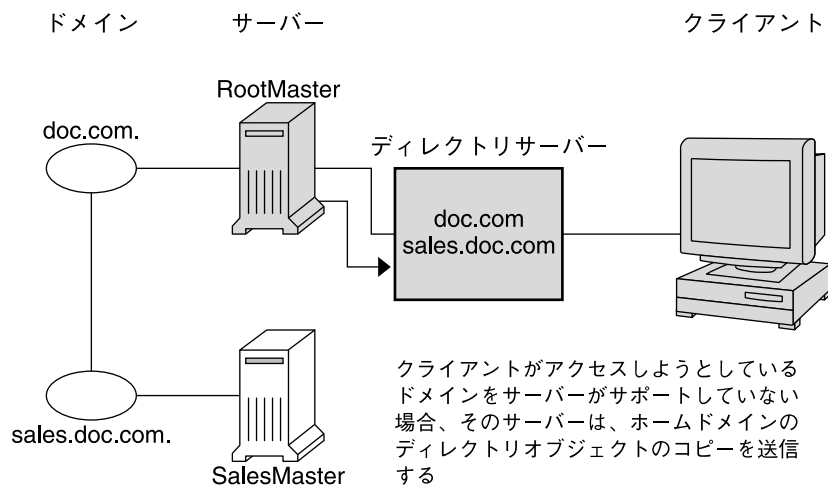 ドメイン
サーバー
クライアント
RootMaster
doc.com.
ディレクトリサーバー
doc.com
sales.doc.com
sales.doc.com.
SalesMaster
クライアントがアクセスしようとしている
ドメインをサーバーがサポートしていない
場合、そのサーバーは、ホームドメインの
ディレクトリオブジェクトのコピーを送信
する